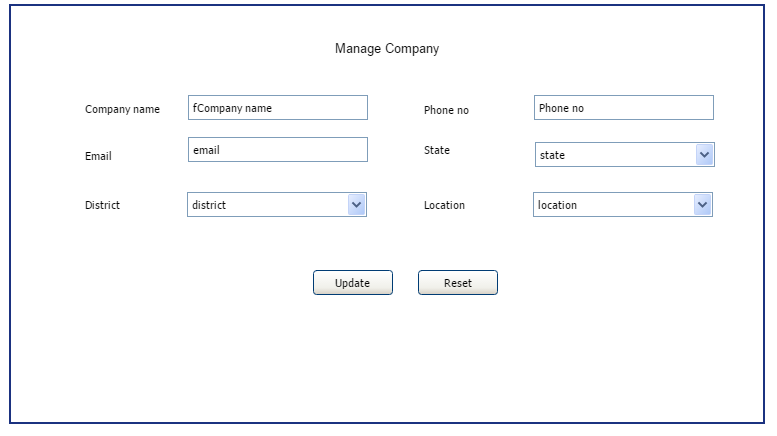 Manage Company
Company name fCompany name Phone no Phone no
Email email State state
District district Location location
Update Reset